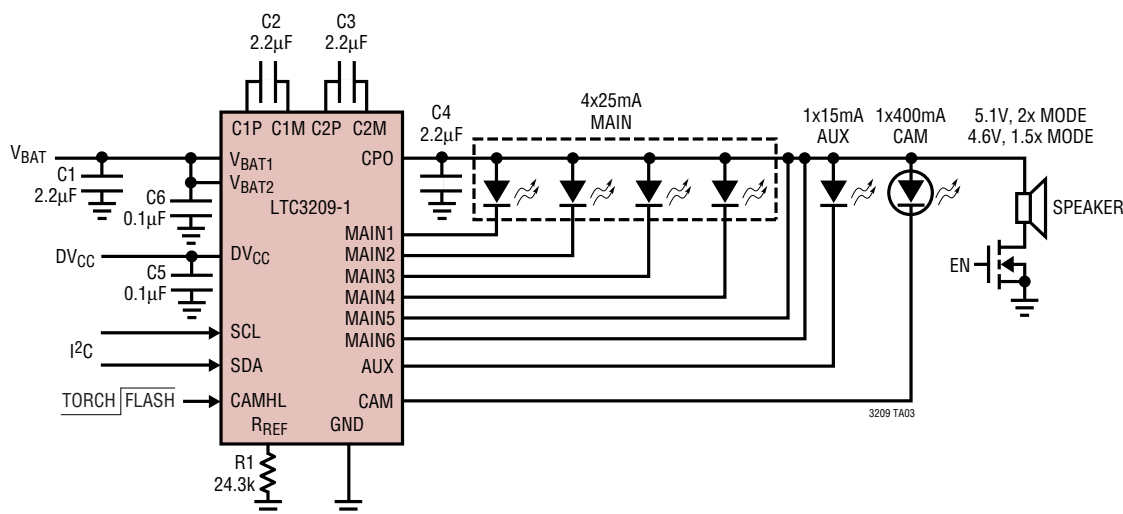 C2
2.2µF
C3
2.2µF
C1P C1M C2P C2M
C4
2.2µF
4x25mA
MAIN
1x15mA
AUX
1x400mA
CAM
5.1V, 2x MODE
4.6V, 1.5x MODE
VBAT
C1
2.2µF
C6
0.1µF
VBAT1
VBAT2
CPO
LTC3209-1
SPEAKER
EN
DVCC
C5
0.1µF
DVCC
MAIN1
MAIN2
MAIN3
MAIN4
MAIN5
MAIN6
AUX
CAM
I2C
SCL
SDA
TORCH FLASH
CAMHL
RREF
GND
R1
24.3k
3209 TA03